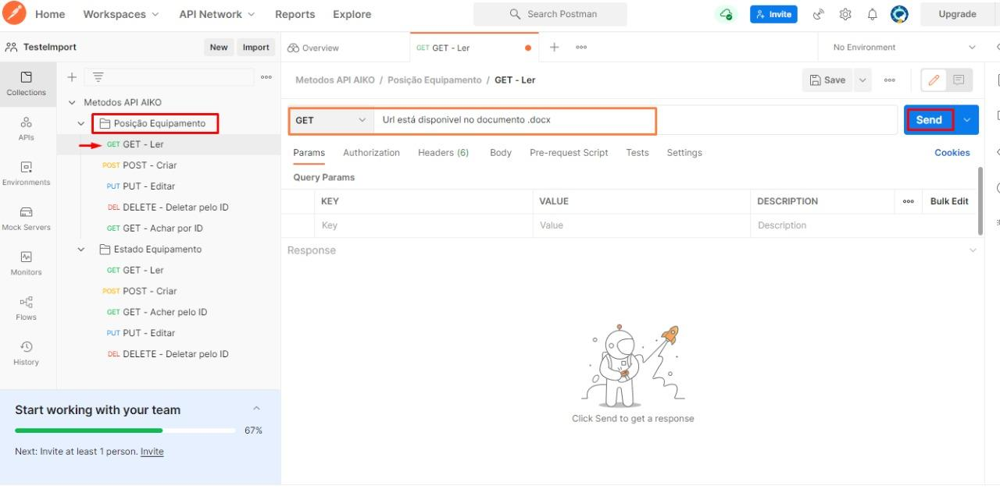 Home Workspaces API Network Reports Explore Search Postman Invite Upgrade
TesteImport New Import
Overview GET GET - Ler No Environment
Collections
APIs
Environments
Mock Servers
Monitors
Flows
History
Metodos API AIKO
Posição Equipamento
GET GET - Ler
POST POST - Criar
PUT PUT - Editar
DEL DELETE - Deletar pelo ID
GET GET - Achar por ID
Estado Equipamento
GET GET - Ler
POST POST - Criar
GET GET - Acher pelo ID
PUT PUT - Editar
DEL DELETE - Deletar pelo ID
Start working with your team
67%
Next: Invite at least 1 person. Invite
Metodos API AIKO / Posição Equipamento / GET - Ler Save
GET Url está disponivel no documento .docx Send
Params Authorization Headers (6) Body Pre-request Script Tests Settings Cookies
Query Params
KEY VALUE DESCRIPTION Bulk Edit
Key Value Description
Response
Click Send to get a response